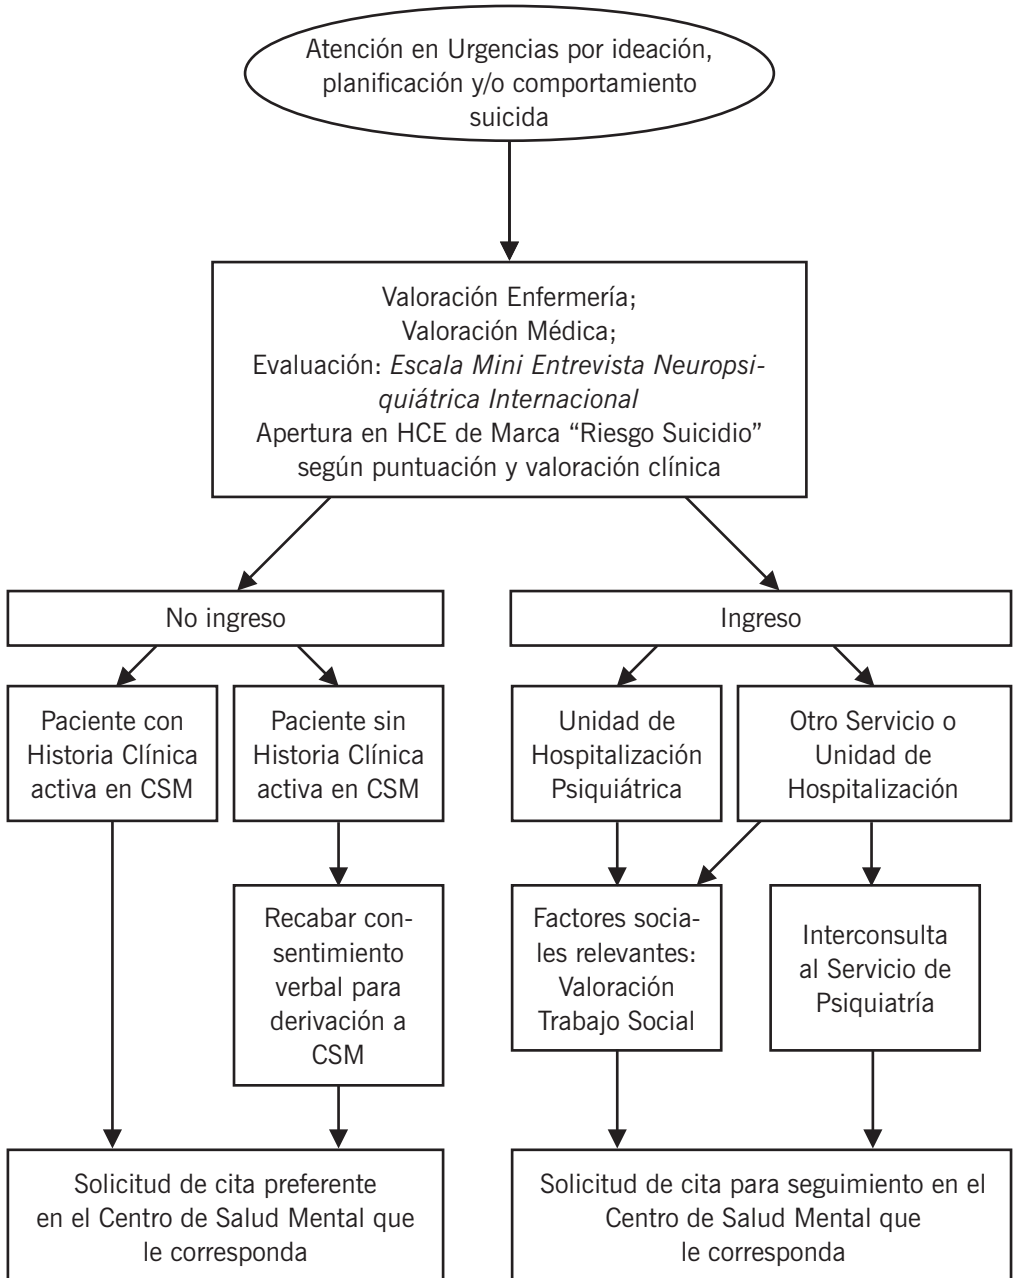 Atención en Urgencias por ideación,
planificación y/o comportamiento
suicida
Valoración Enfermería;
Valoración Médica;
Evaluación: Escala Mini Entrevista Neuropsi-
quiátrica Internacional
Apertura en HCE de Marca “Riesgo Suicidio”
según puntuación y valoración clínica
No ingreso
Ingreso
Paciente con
Historia Clínica
activa en CSM
Paciente sin
Historia Clínica
activa en CSM
Unidad de
Hospitalización
Psiquiátrica
Otro Servicio o
Unidad de
Hospitalización
Recabar con-
sentimiento
verbal para
derivación a
CSM
Factores socia-
les relevantes:
Valoración
Trabajo Social
Interconsulta
al Servicio de
Psiquiatría
Solicitud de cita preferente
en el Centro de Salud Mental que
le corresponda
Solicitud de cita para seguimiento en el
Centro de Salud Mental que
le corresponda